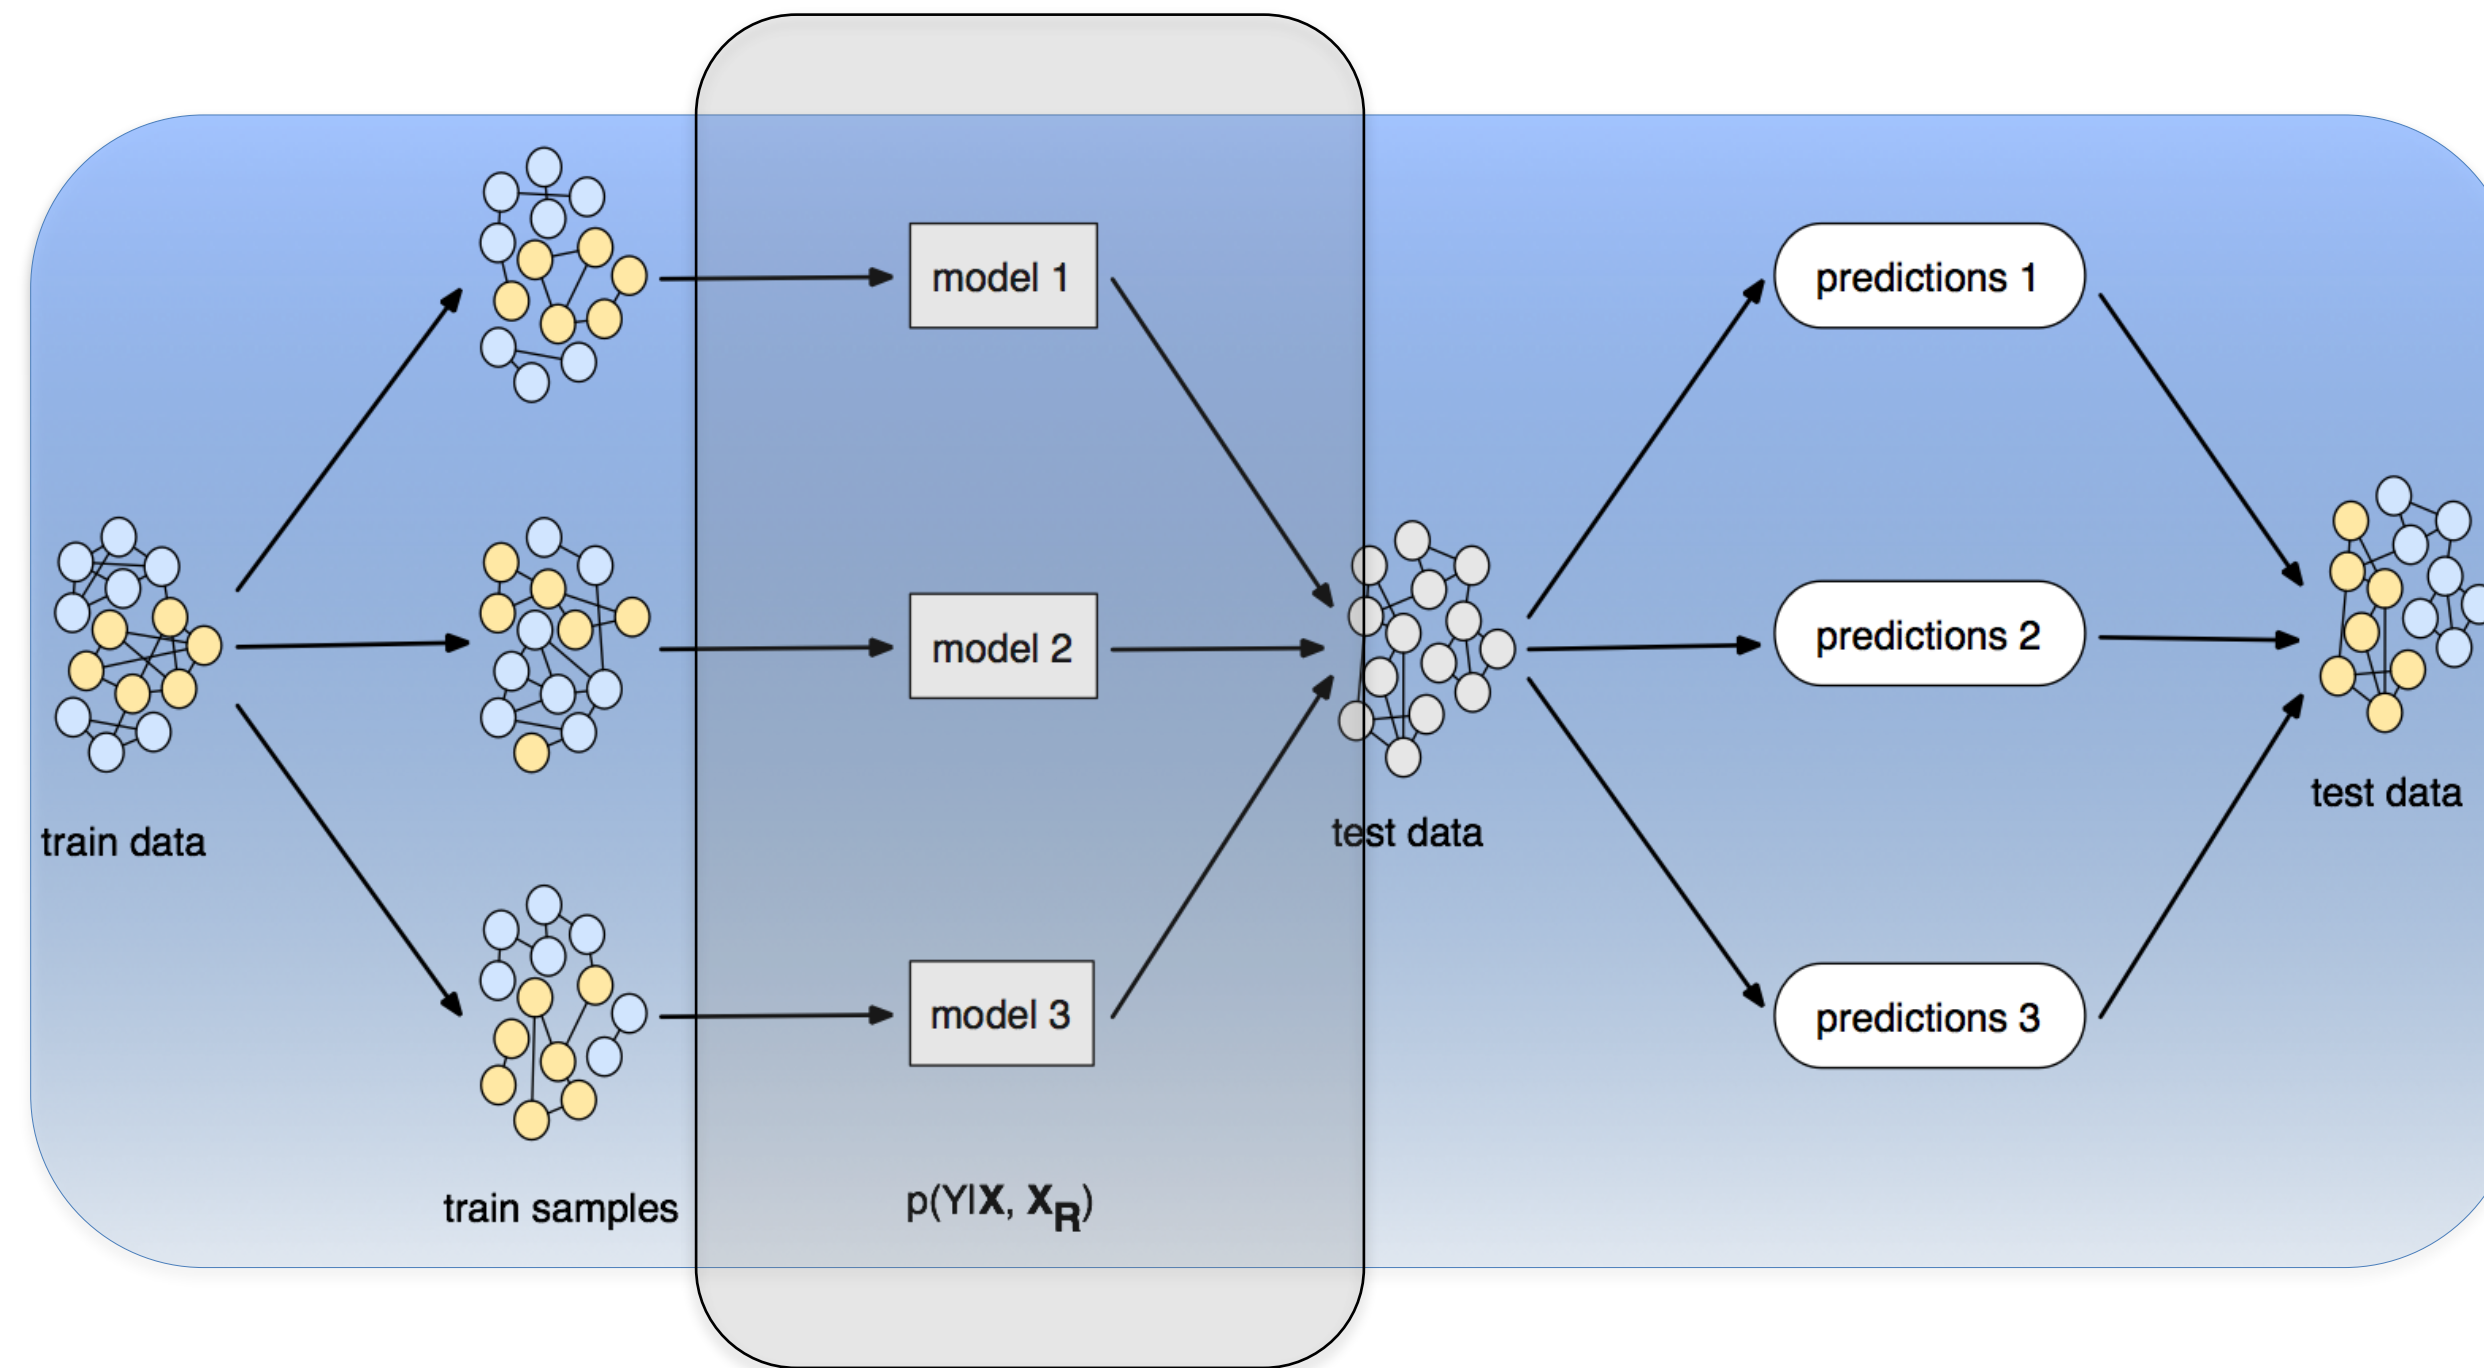 model 1
predictions 1
model 2
predictions 2
train data
test data
test data
model 3
predictions 3
train samples
p(Y|X, X_R)